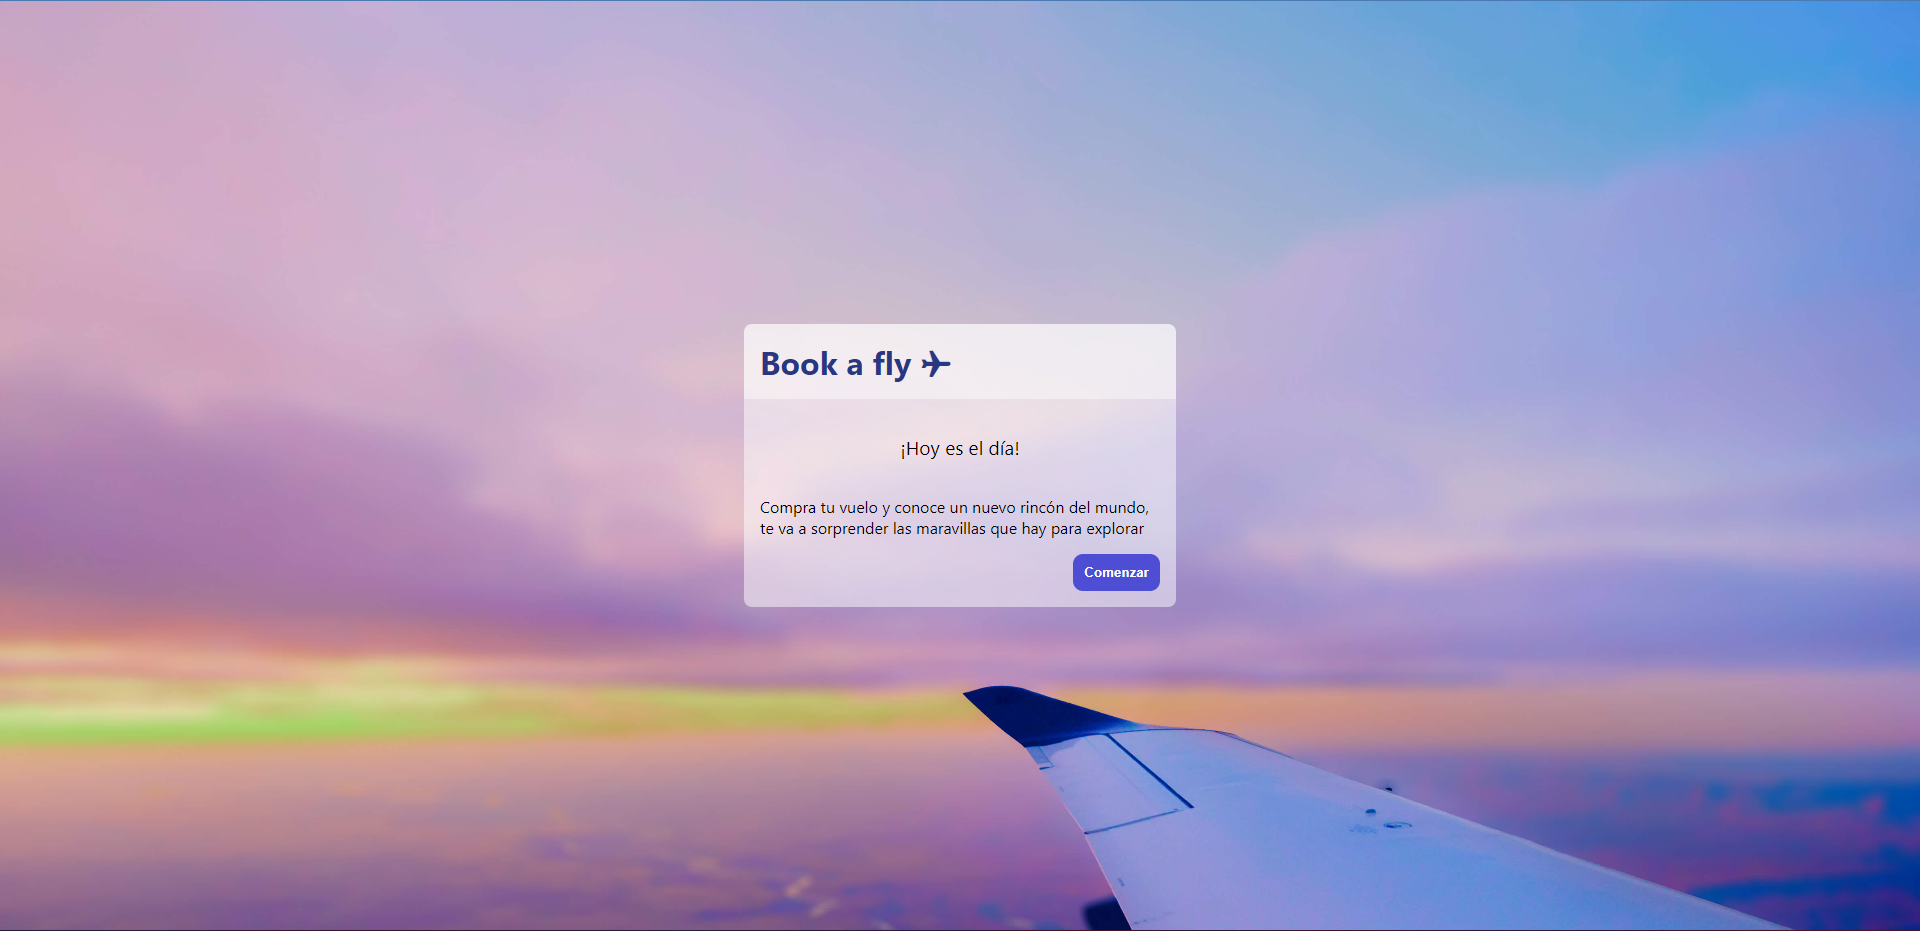 Book a fly
¡Hoy es el día!
Compra tu vuelo y conoce un nuevo rincón del mundo,
te va a sorprender las maravillas que hay para explorar
Comenzar